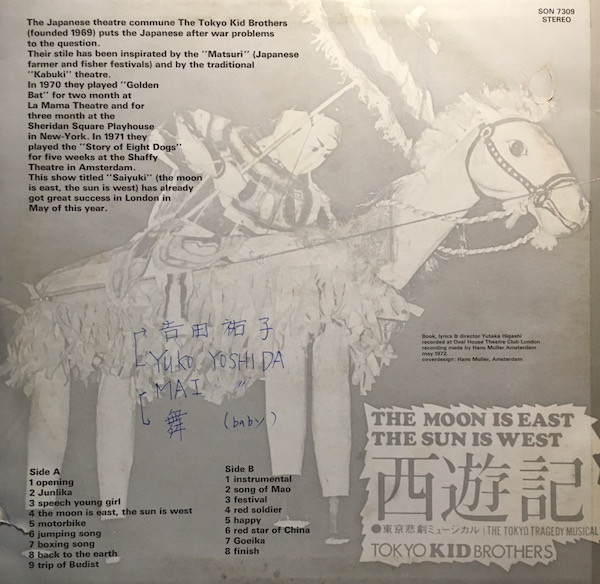 SON 7309
STEREO
The Japanese theatre commune The Tokyo Kid Brothers
(founded 1969) puts the Japanese after war problems
to the question.
Their stile has been inspirated by the "Matsuri" (Japanese
farmer and fisher festivals) and by the traditional
"Kabuki" theatre.
In 1970 they played "Golden
Bat" for two month at
La Mama Theatre and for
three month at the
Sheridan Square Playhouse
in New-York. In 1971 they
played the "Story of Eight Dogs"
for five weeks at the Shaffy
Theatre in Amsterdam.
This show titled "Saiyuki" (the moon
is east, the sun is west) has already
got great success in London in
May of this year.
吉田祐子
YUKO YOSHIDA
MAI 〃
舞 (baby)
Book, lyrics & director Yutaka Higashi
recorded at Oval House Theatre Club London
recording made by Hans Muller Amsterdam
may 1972.
coverdesign: Hans Muller, Amsterdam
THE MOON IS EAST
THE SUN IS WEST
西遊記
●東京悲劇ミュージカル (THE TOKYO TRAGEDY MUSICAL
TOKYO KID BROTHERS
Side A
1 opening
2 Junlika
3 speech young girl
4 the moon is east, the sun is west
5 motorbike
6 jumping song
7 boxing song
8 back to the earth
9 trip of Budist
Side B
1 instrumental
2 song of Mao
3 festival
4 red soldier
5 happy
6 red star of China
7 Goeika
8 finish